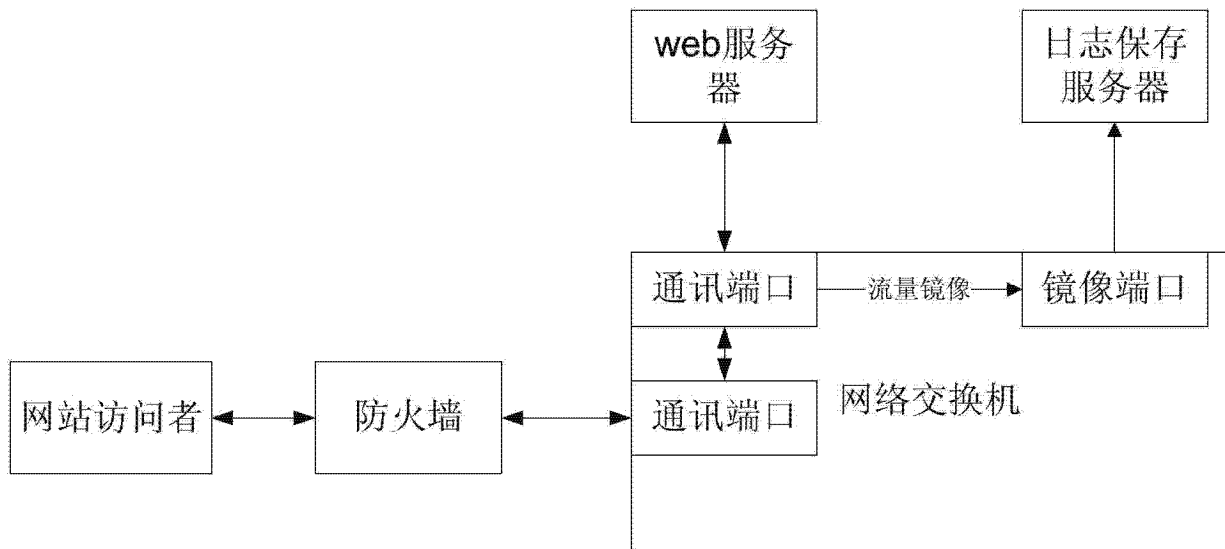 web服务
器
日志保存
服务器
通讯端口
流量镜像
镜像端口
网站访问者
防火墙
通讯端口
网络交换机